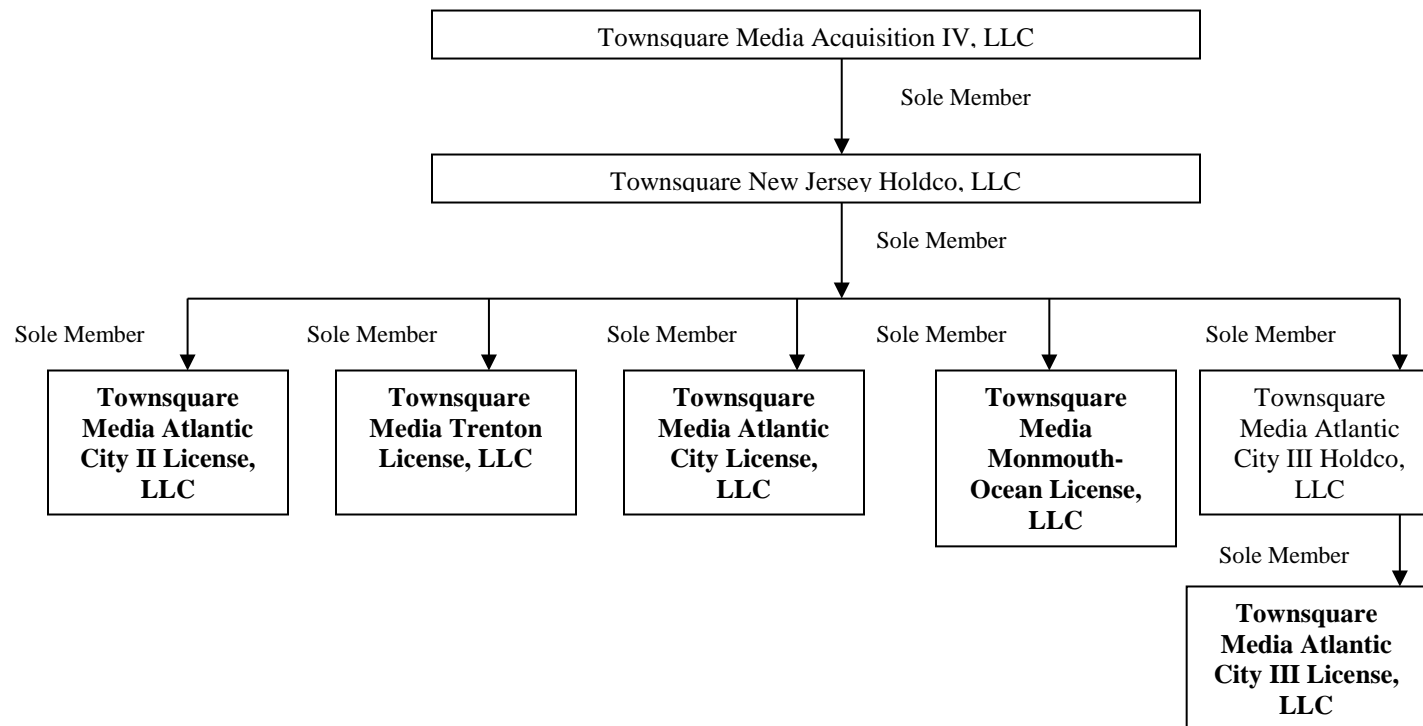 Townsquare Media Acquisition IV, LLC
Sole Member
Townsquare New Jersey Holdco, LLC
Sole Member
Sole Member
Sole Member
Sole Member
Sole Member
Sole Member
Townsquare
Media Atlantic
City II License,
LLC
Townsquare
Media Trenton
License, LLC
Townsquare
Media Atlantic
City License,
LLC
Townsquare
Media
Monmouth-
Ocean License,
LLC
Townsquare
Media Atlantic
City III Holdco,
LLC
Sole Member
Townsquare
Media Atlantic
City III License,
LLC